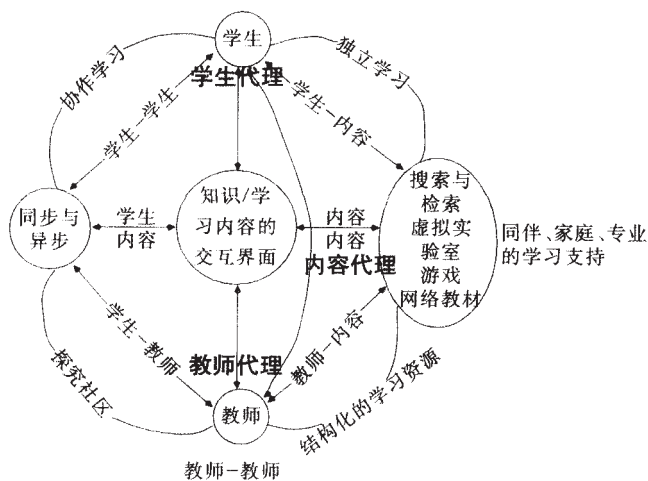 学生
学生代理
协作学习
独立学习
学生-学生
学生-内容
同步与
异步
学生
内容
知识/学
习内容的
交互界面
内容
内容
内容代理
搜索与
检索
虚拟实
验室
游戏
网络教材
同伴、家庭、专业
的学习支持
学生-教师
教师代理
教师-内容
探究社区
教师
结构化的学习资源
教师-教师